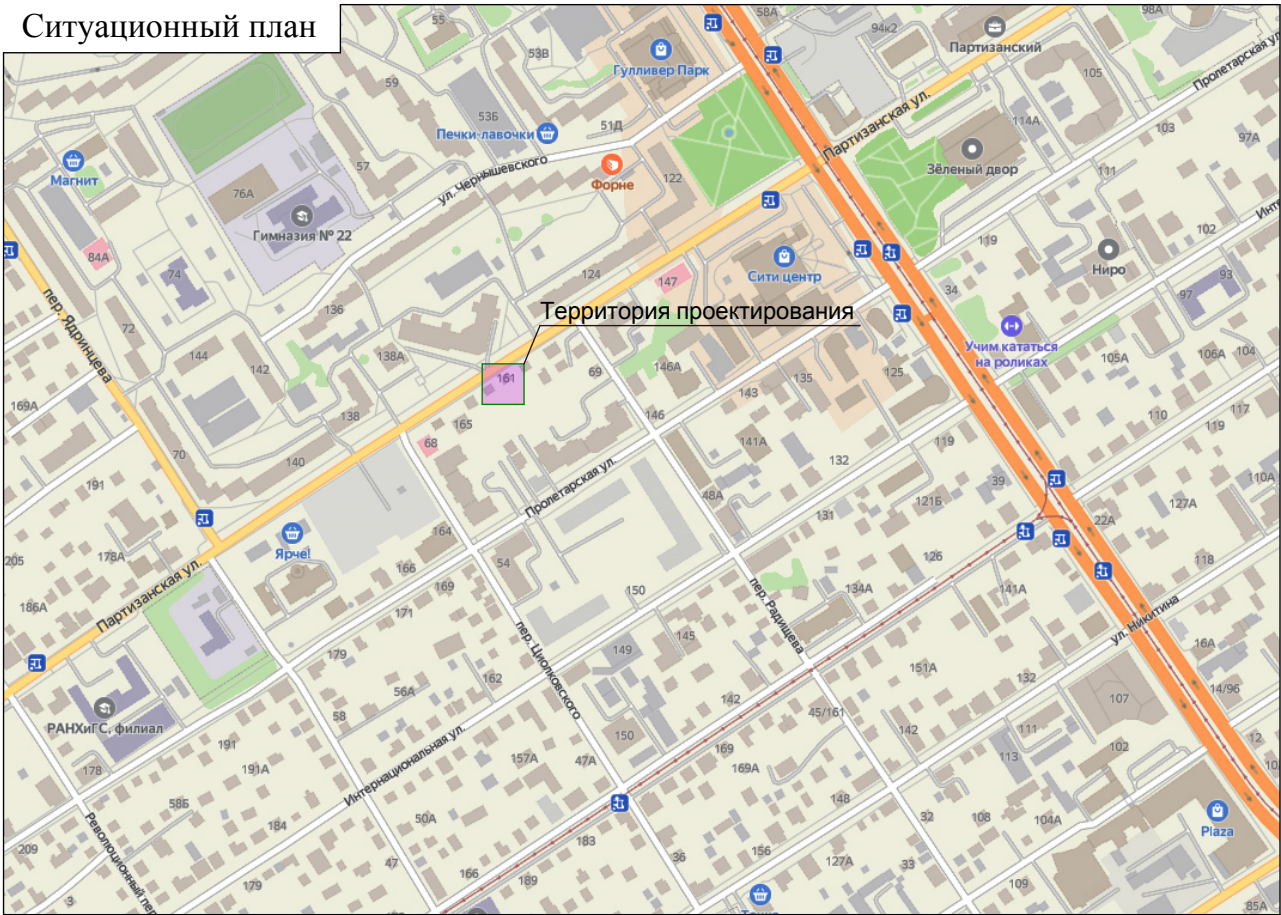 Ситуационный план
58А
94к2
98А
Партизанский
55
53В
Гулливер Парк
105
Пролетарская ул.
59
Партизанская ул.
53Б
51Д
114А
Печки-лавочки
103
97А
57
ул. Чернышевского
Зёленый двор
Магнит
Форне
111
76А
122
Гимназия № 22
119
102
84А
Ниро
74
124
147
Сити центр
93
97
34
136
Территория проектирования
пер. Ядринцева
72
Учим кататься
на роликах
144
138А
142
146А
105А
106А
104
161
69
135
125
143
169А
138
165
146
110
117
119
68
141А
119
70
140
132
191
Пролетарская ул.
39
110А
48А
121Б
127А
131
22А
164
Ярче!
178А
205
54
126
118
166
169
186А
150
пер. Радищева
134А
141А
Партизанская ул.
171
ул. Никитина
145
16А
пер. Циолковского
149
179
151А
162
132
56А
14/96
107
142
45/161
58
РАНХиГС, филиал
111
142
12
150
191
102
169
113
157А
47А
178
191А
169А
Интернациональная ул.
148
58Б
Plaza
50А
32
108
104А
184
Революционный пер.
209
183
156
36
127А
47
33
166
189
179
109
3
85А